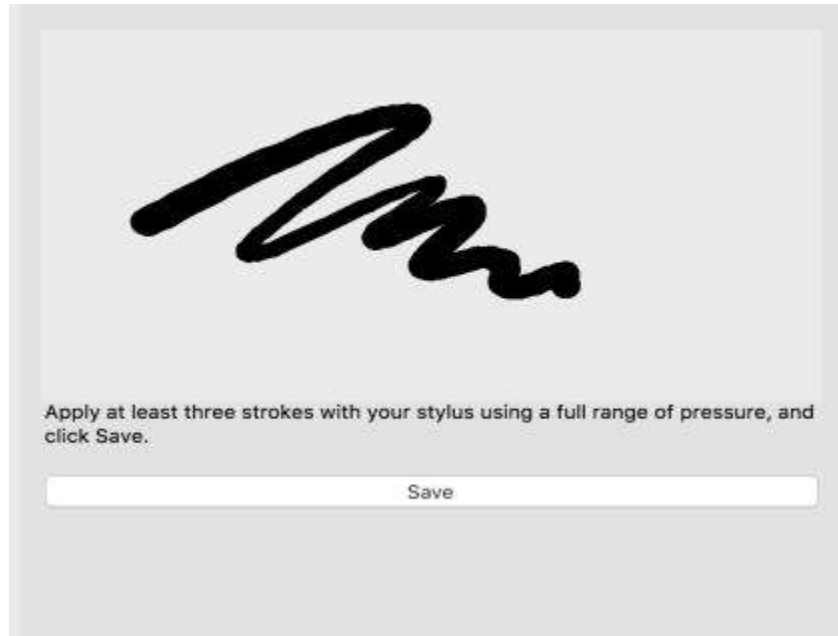 Apply at least three strokes with your stylus using a full range of pressure, and
click Save.
Save